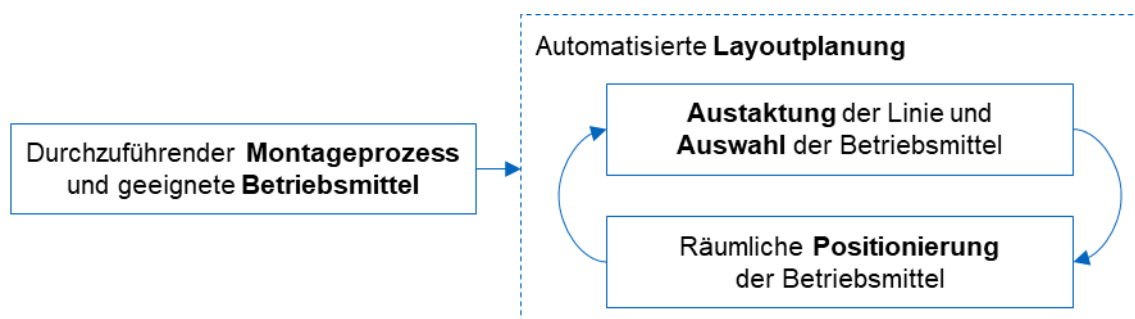 Automatisierte Layoutplanung
Durchzuführender Montageprozess
und geeignete Betriebsmittel
Austaktung der Linie und
Auswahl der Betriebsmittel
Räumliche Positionierung
der Betriebsmittel